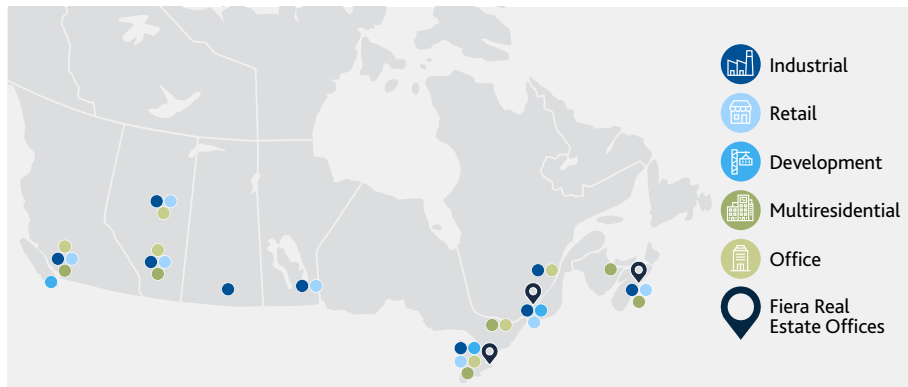 Industrial
Retail
Development
Multiresidential
Office
Fiera Real
Estate Offices